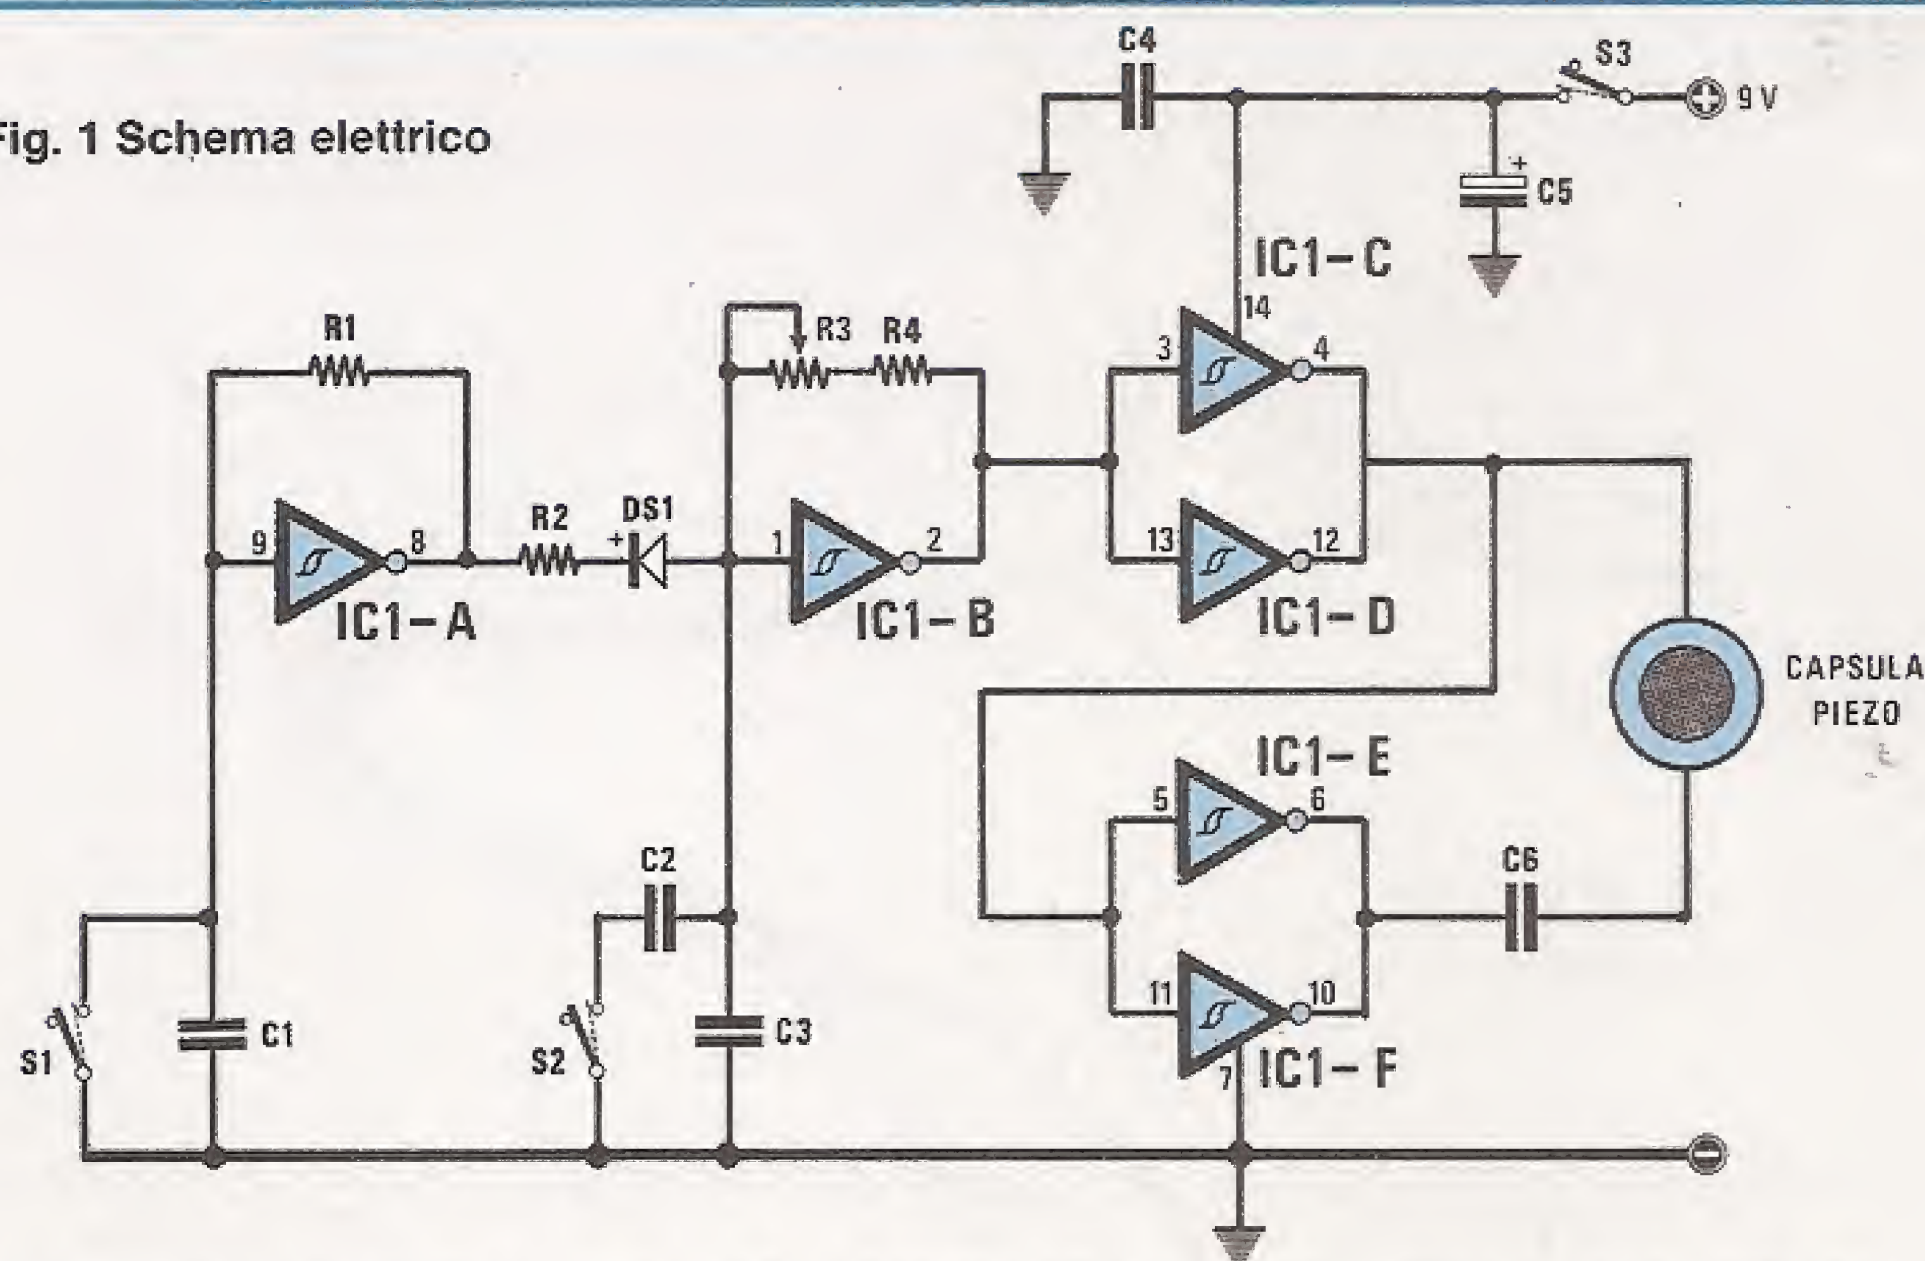 Fig. 1 Schema elettrico
C4
S3
9 V
+
C5
IC1-C
14
R1
R3
R4
3
4
9
8
R2
+
DS1
1
2
13
12
IC1-A
IC1-B
IC1-D
CAPSULA
PIEZO
IC1-E
5
6
C2
C6
11
10
S1
C1
S2
C3
7
IC1-F